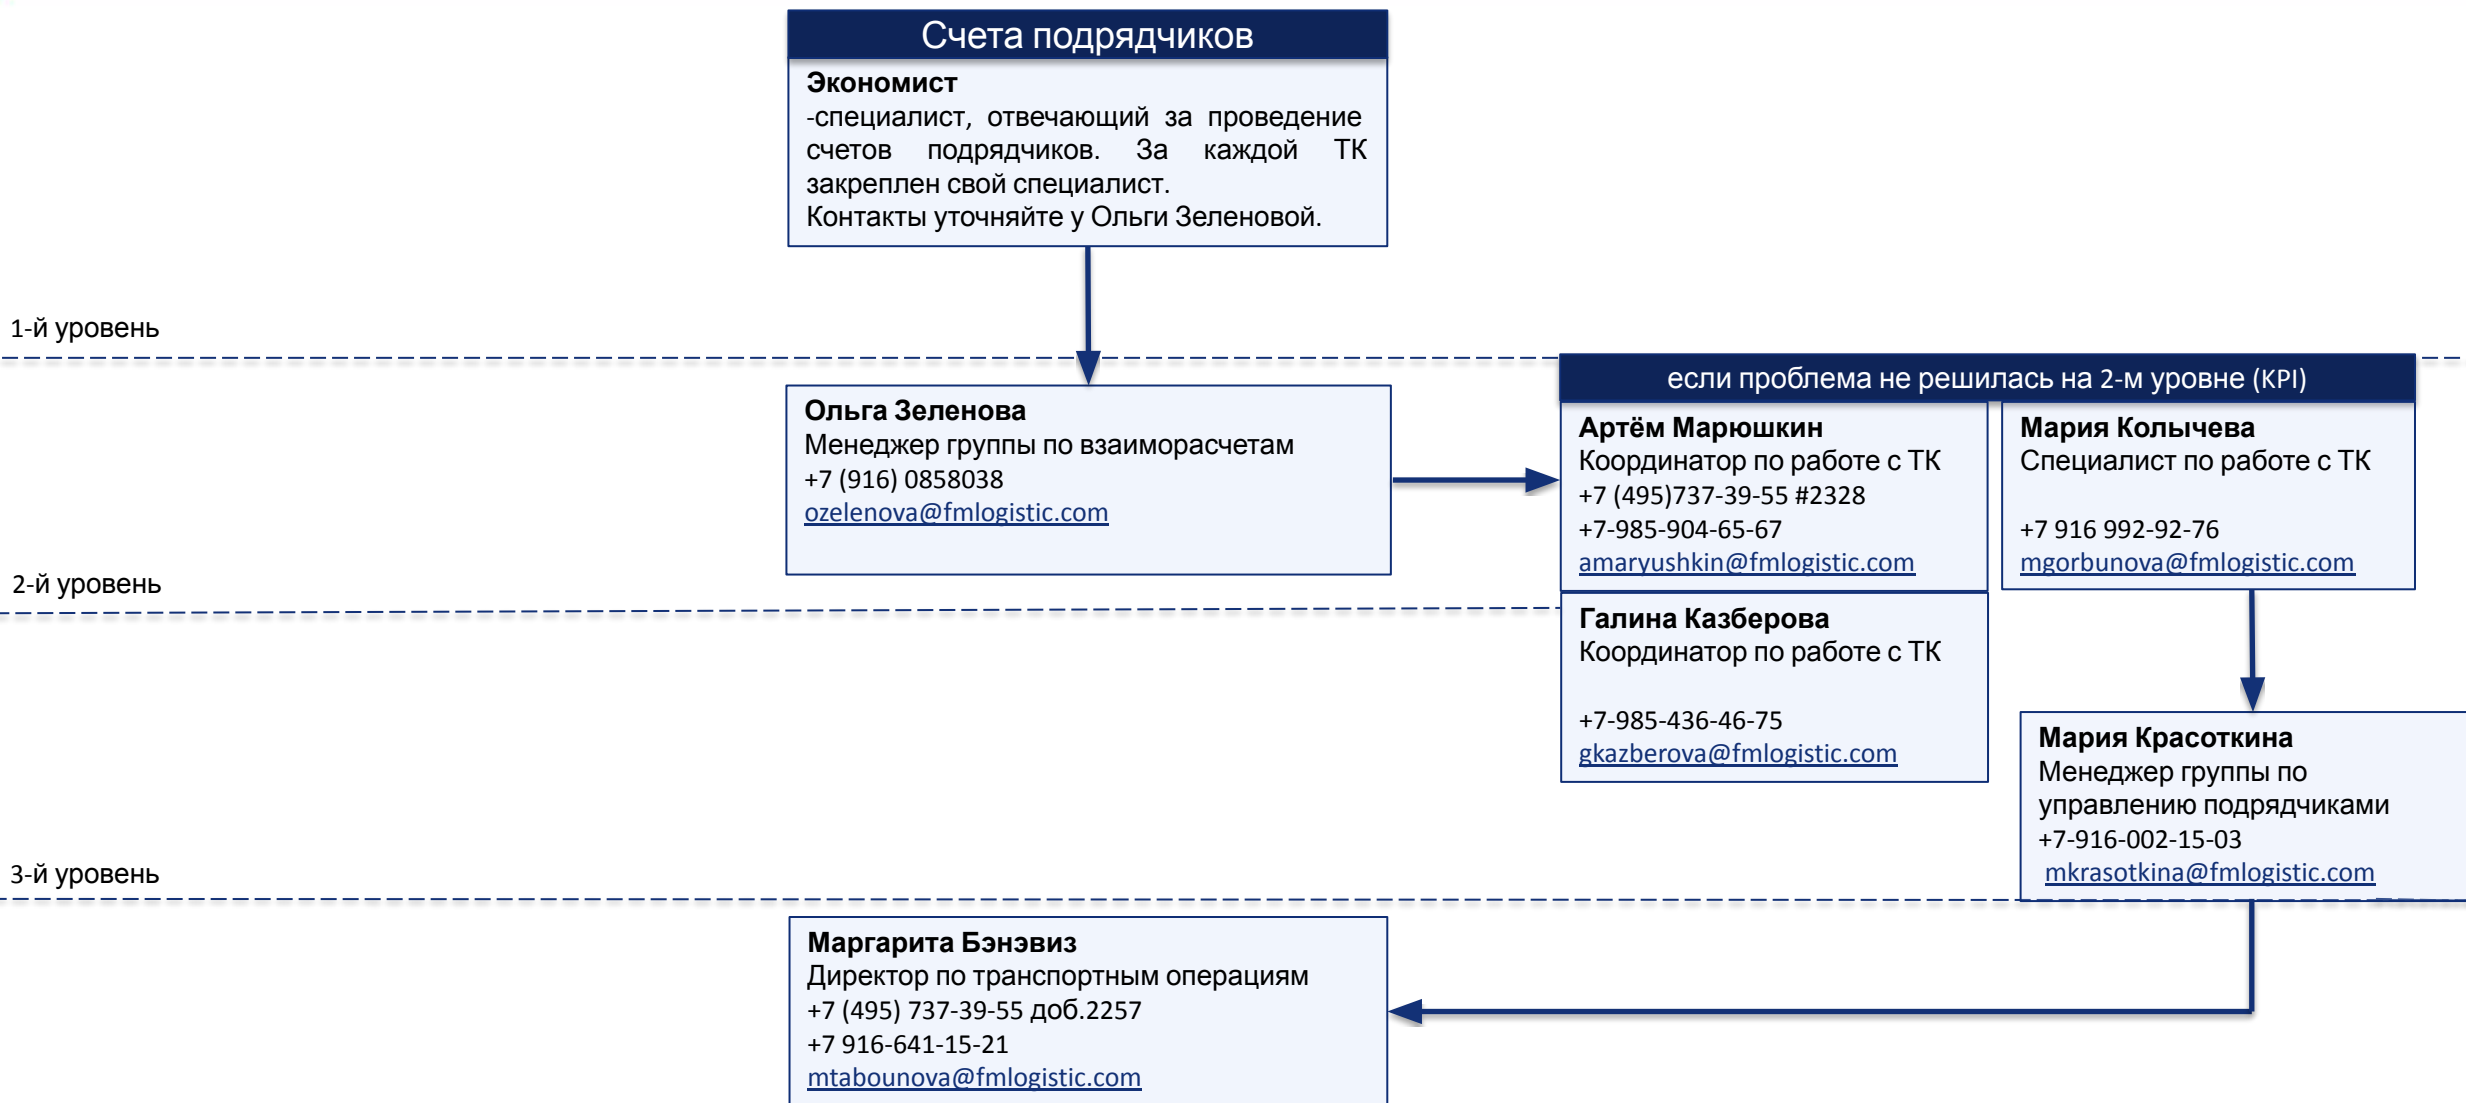 Счета подрядчиков
Экономист
-специалист, отвечающий за проведение
счетов подрядчиков. За каждой ТК
закреплен свой специалист.
Контакты уточняйте у Ольги Зеленовой.
1-й уровень
Ольга Зеленова
Менеджер группы по взаиморасчетам
+7 (916) 0858038
ozelenova@fmlogistic.com
если проблема не решилась на 2-м уровне (KPI)
Артём Марюшкин
Координатор по работе с ТК
+7 (495)737-39-55 #2328
+7-985-904-65-67
amaryushkin@fmlogistic.com
Мария Колычева
Специалист по работе с ТК
+7 916 992-92-76
mgorbunova@fmlogistic.com
2-й уровень
Галина Казберова
Координатор по работе с ТК
+7-985-436-46-75
gkazberova@fmlogistic.com
Мария Красоткина
Менеджер группы по
управлению подрядчиками
+7-916-002-15-03
mkrasotkina@fmlogistic.com
3-й уровень
Маргарита Бэнэвиз
Директор по транспортным операциям
+7 (495) 737-39-55 доб.2257
+7 916-641-15-21
mtabounova@fmlogistic.com